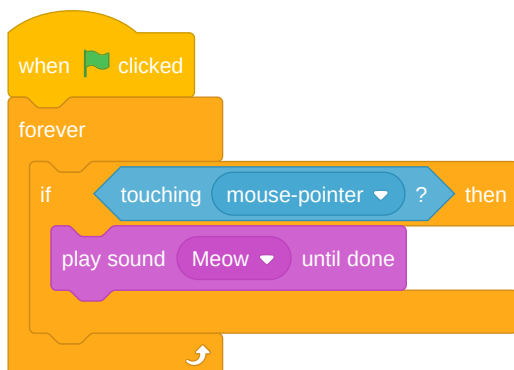 when clicked
forever
if touching mouse-pointer ? then
play sound Meow until done